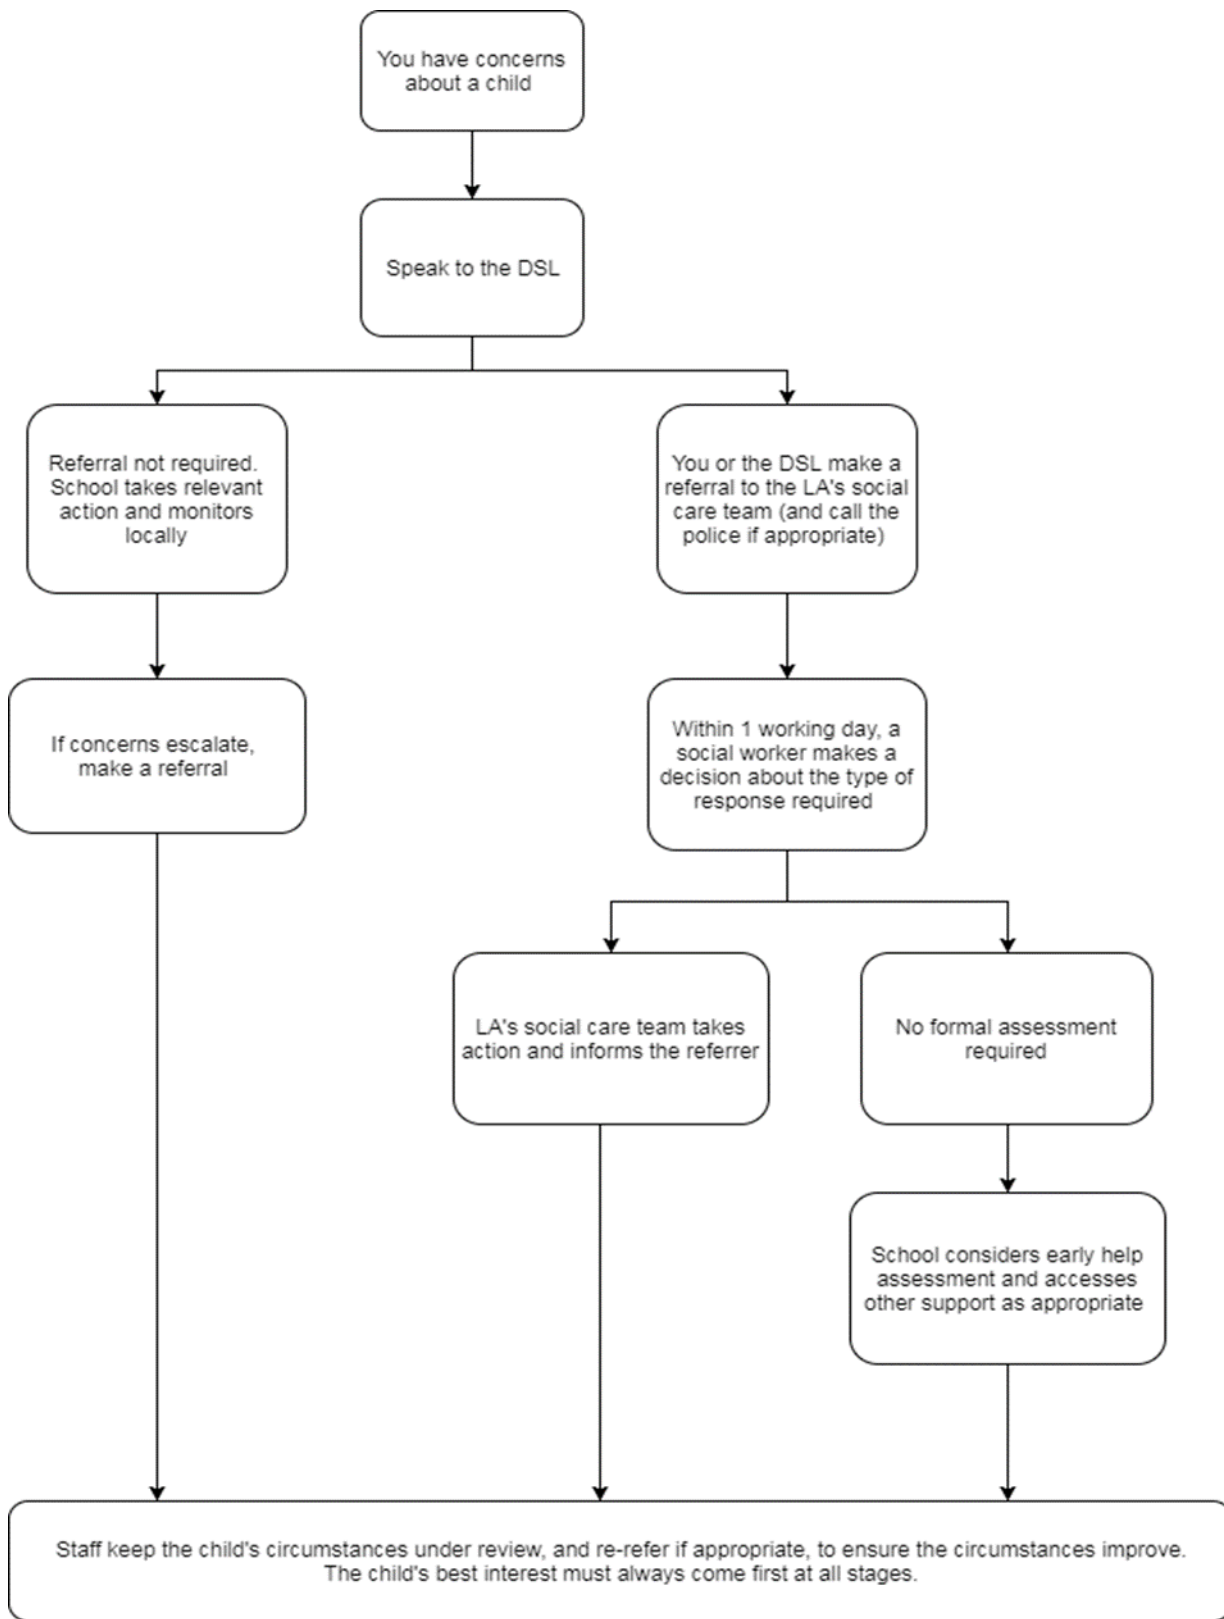 You have concerns
about a child
Speak to the DSL
Referral not required.
School takes relevant
action and monitors
locally
You or the DSL make a
referral to the LA's social
care team (and call the
police if appropriate)
If concerns escalate,
make a referral
Within 1 working day, a
social worker makes a
decision about the type of
response required
LA's social care team takes
action and informs the referrer
No formal assessment
required
School considers early help
assessment and accesses
other support as appropriate
Staff keep the child's circumstances under review, and re-refer if appropriate, to ensure the circumstances improve.
The child's best interest must always come first at all stages.